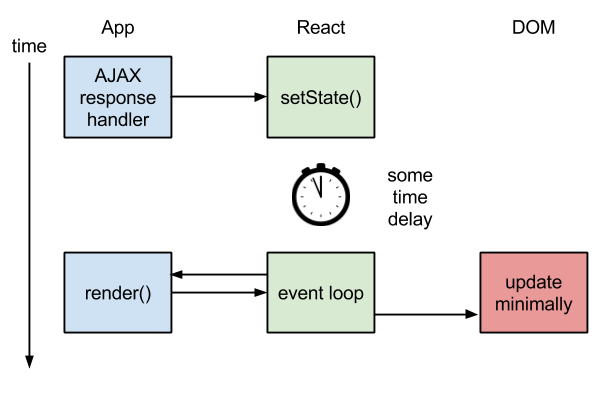 App
React
DOM
time
AJAX
response
handler
setState()
some
time
delay
render()
event loop
update
minimally